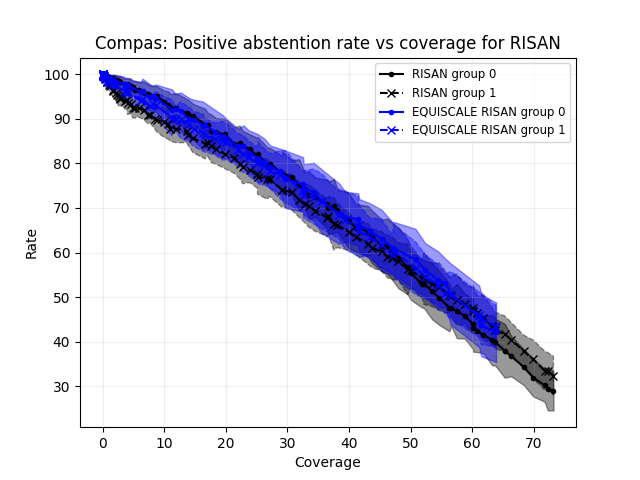 Compas: Positive abstention rate vs coverage for RISAN
RISAN group 0
RISAN group 1
EQUISCALE RISAN group 0
EQUISCALE RISAN group 1
100
90
80
70
60
50
40
30
Rate
0 10 20 30 40 50 60 70
Coverage